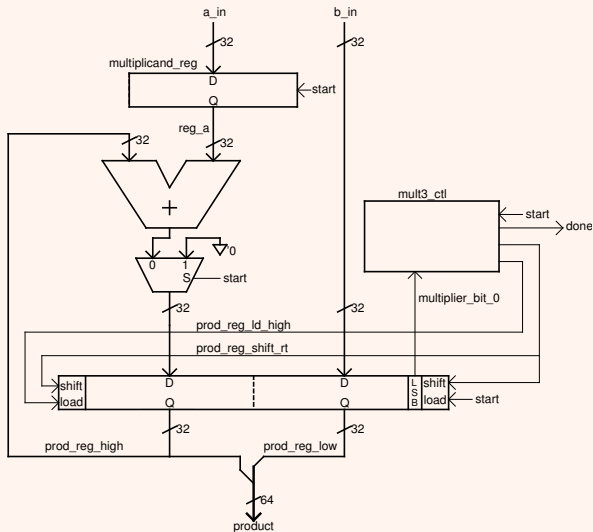 a_in b_in
32 32
multiplicand_reg
D
start
Q
reg_a
32 32
+
mult3_ctl
start
done
0 1 '0
S start
multiplier_bit_0
32 32
prod_reg_ld_high
prod_reg_shift_rt
shift D D LSB shift
load Q Q load start
32 32
prod_reg_high prod_reg_low
64
product